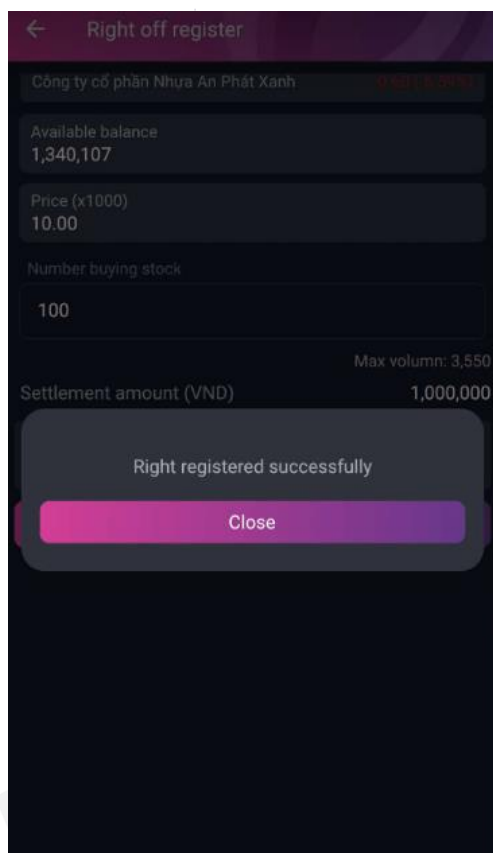 Right off register
Công ty cổ phần Nhựa An Phát Xanh
Available balance
1,340,107
Price (x1000)
10.00
Number buying stock
100
Max volumn: 3,550
Settlement amount (VND) 1,000,000
Right registered successfully
Close